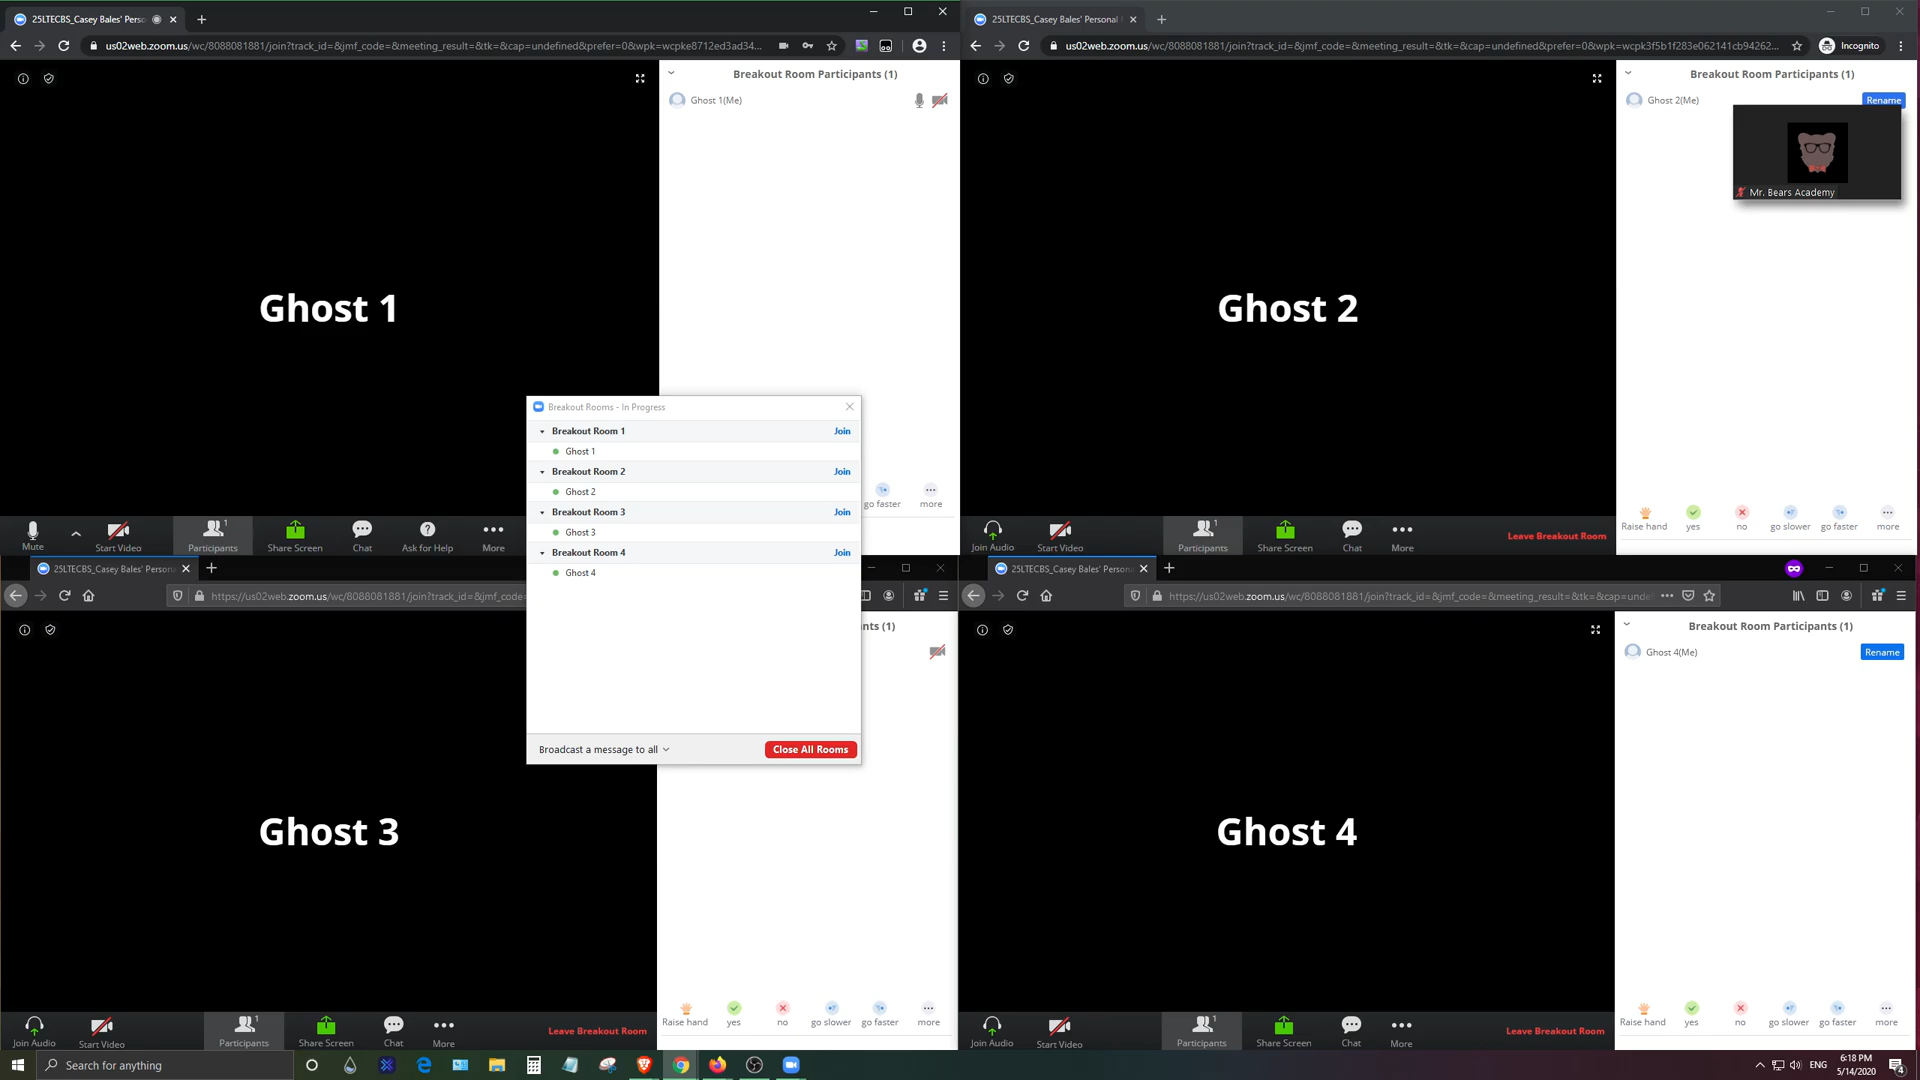 25LTECBS_Casey Bales' Perso
25LTECBS_Casey Bales' Personal
us02web.zoom.us/wc/8088081881/join?track_id=&jmf_code=&meeting_result=&tk=&cap=undefined&prefer=0&wpk=wcpke8712ed3ad34...
us02web.zoom.us/wc/8088081881/join?track_id=&jmf_code=&meeting_result=&tk=&cap=undefined&prefer=0&wpk=wcpk3f5b1f283e062141cb94262...
Incognito
Breakout Room Participants (1)
Ghost 1(Me)
Breakout Room Participants (1)
Ghost 2(Me)
Rename
Mr. Bears Academy
Ghost 1
Ghost 2
go faster
more
Raise hand
yes
no
go slower
go faster
more
Mute
Start Video
1
Participants
Share Screen
Chat
Ask for Help
More
Join Audio
Start Video
1
Participants
Share Screen
Chat
More
Leave Breakout Room
Breakout Rooms - In Progress
Breakout Room 1
Join
Ghost 1
Breakout Room 2
Join
Ghost 2
Breakout Room 3
Join
Ghost 3
Breakout Room 4
Join
Ghost 4
Broadcast a message to all
Close All Rooms
25LTECBS_Casey Bales' Persona
25LTECBS_Casey Bales' Persona
https://us02web.zoom.us/wc/8088081881/join?track_id=&jmf_code=
https://us02web.zoom.us/wc/8088081881/join?track_id=&jmf_code=&meeting_result=&tk=&cap=unde
nts (1)
Breakout Room Participants (1)
Ghost 4(Me)
Rename
Ghost 3
Ghost 4
Raise hand
yes
no
go slower
go faster
more
Raise hand
yes
no
go slower
go faster
more
Join Audio
Start Video
1
Participants
Share Screen
Chat
More
Leave Breakout Room
Join Audio
Start Video
1
Participants
Share Screen
Chat
More
Leave Breakout Room
Search for anything
ENG
6:18 PM
5/14/2020
4